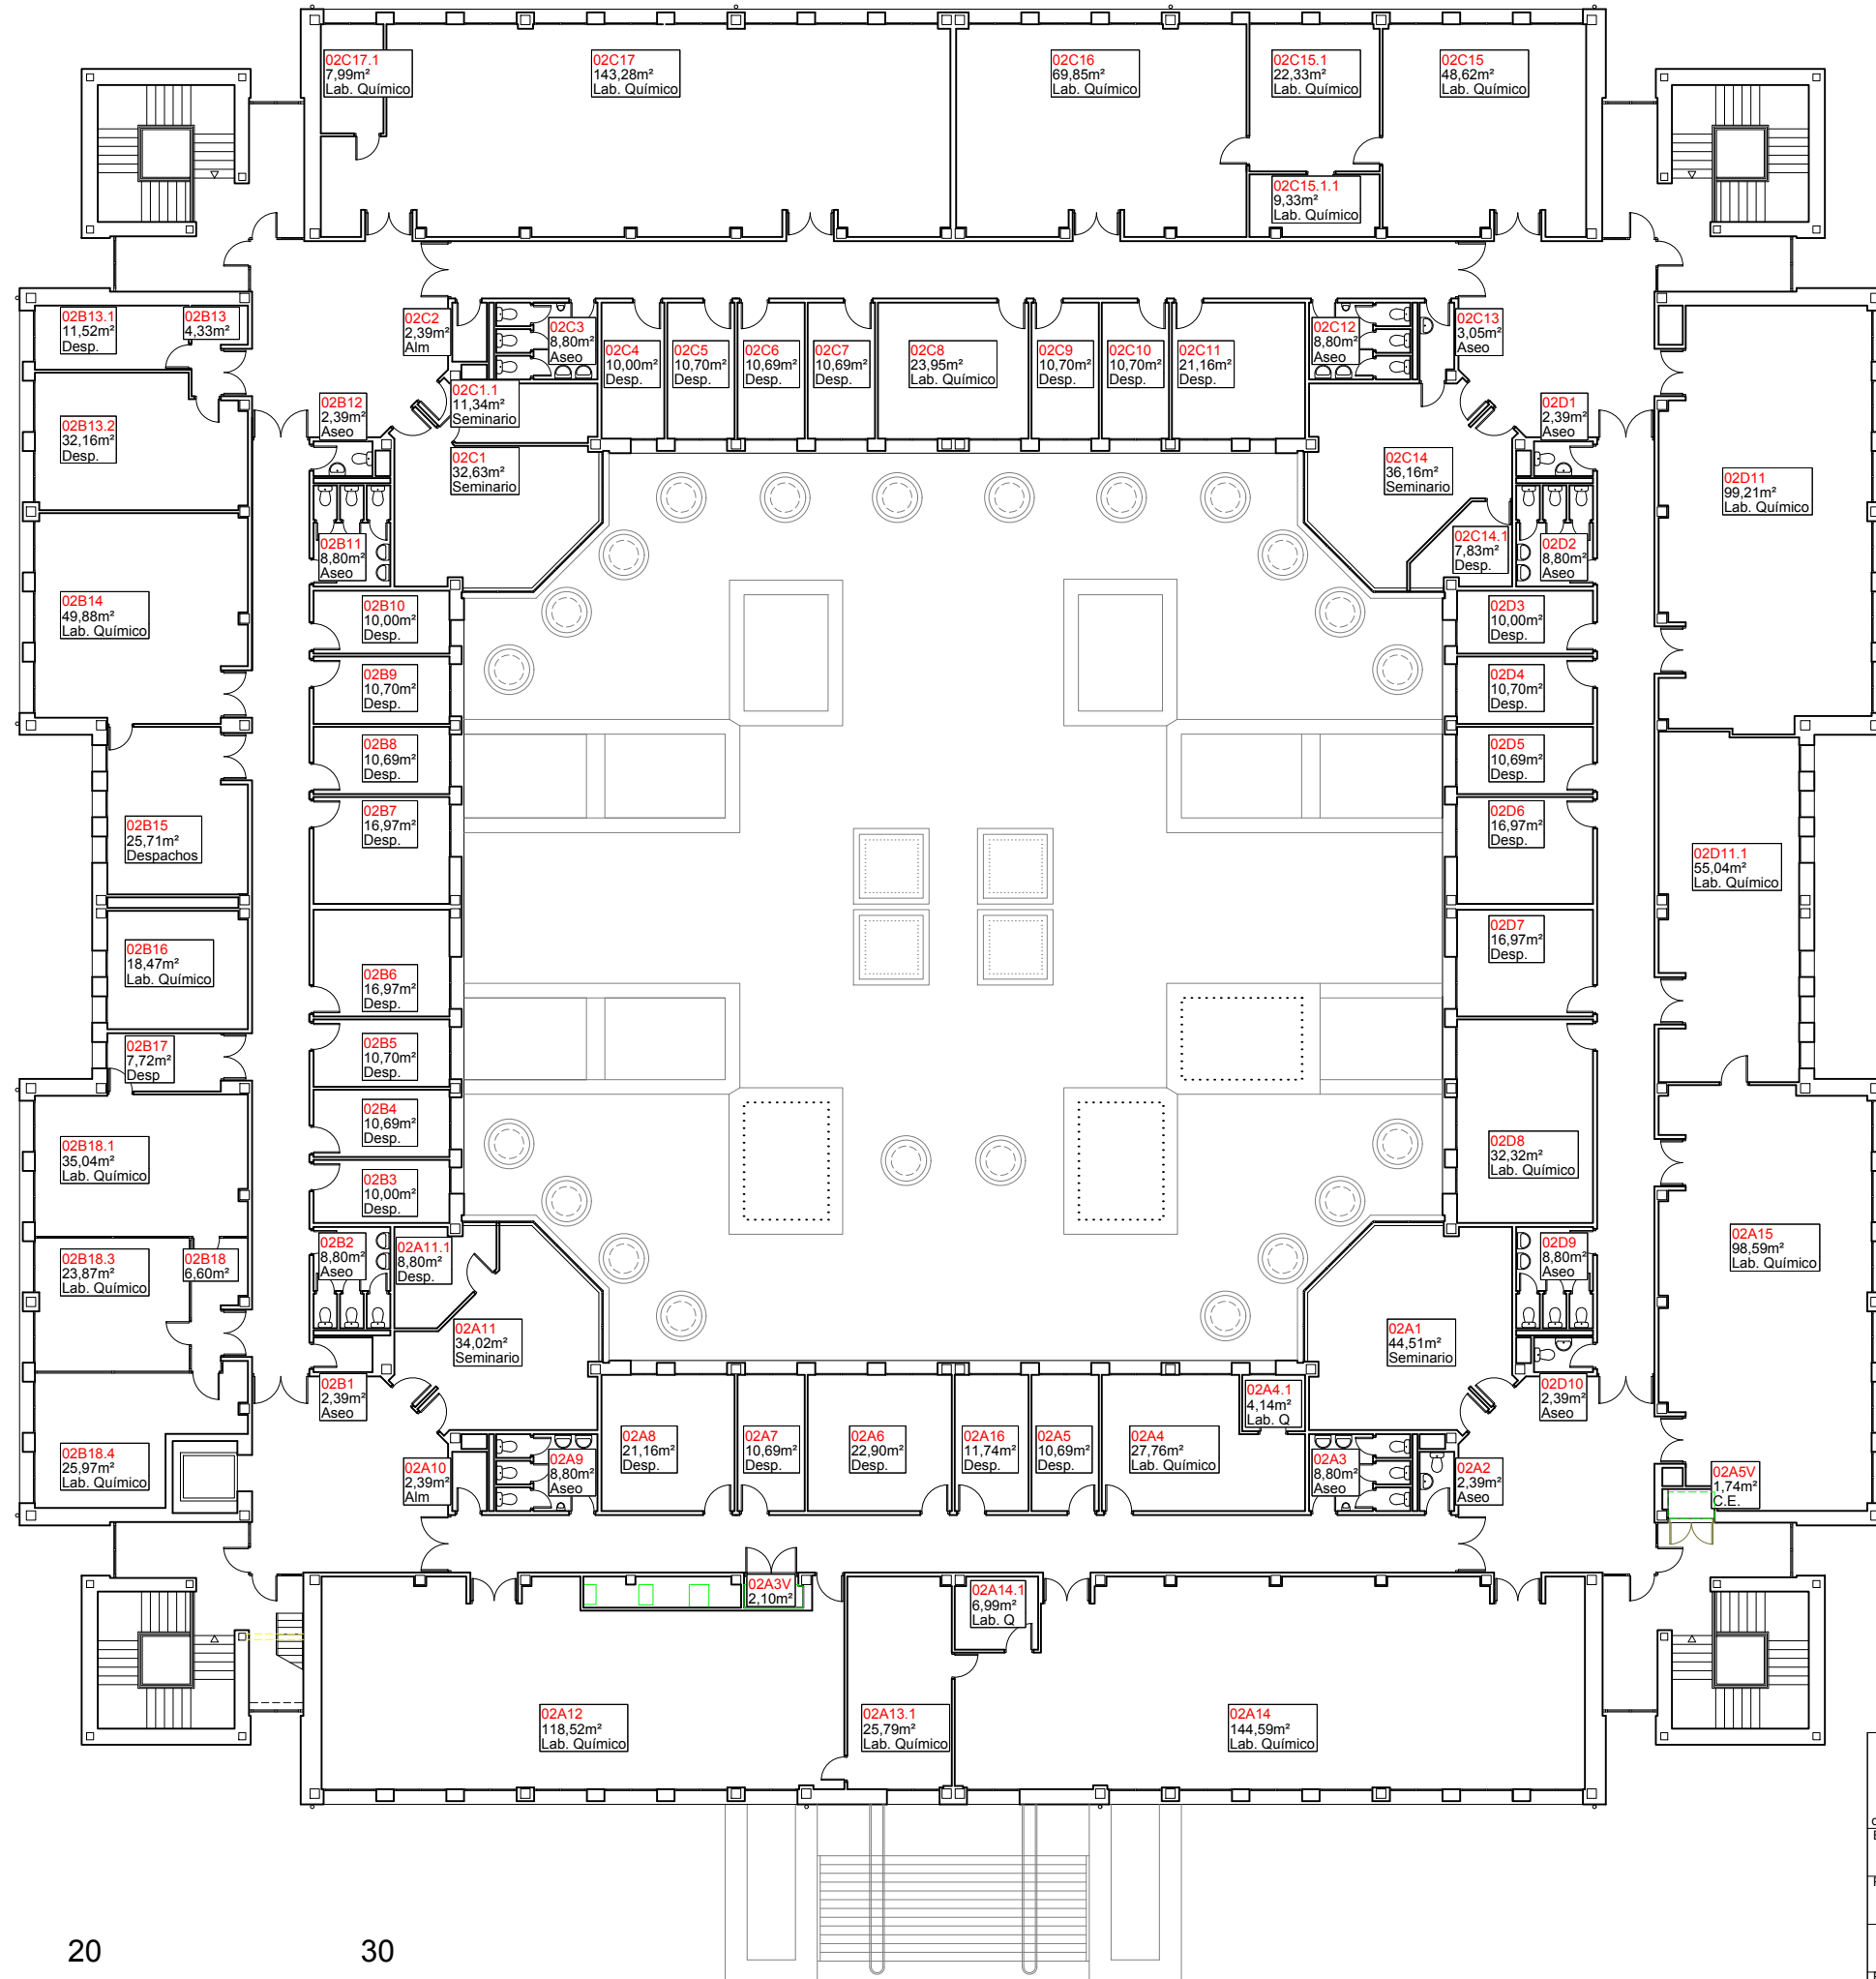 02C17.1
7,99m²
Lab. Químico
02C17
143,28m²
Lab. Químico
02C16
69,85m²
Lab. Químico
02C15.1
22,33m²
Lab. Químico
02C15
48,62m²
Lab. Químico
02C15.1.1
9,33m²
Lab. Químico
02B13.1
11,52m²
Desp.
02B13
4,33m²
02C2
2,39m²
Alm
02C3
8,80m²
Aseo
02C4
10,00m²
Desp.
02C5
10,70m²
Desp.
02C6
10,69m²
Desp.
02C7
10,69m²
Desp.
02C8
23,95m²
Lab. Químico
02C9
10,70m²
Desp.
02C10
10,70m²
Desp.
02C11
21,16m²
Desp.
02C12
8,80m²
Aseo
02C13
3,05m²
Aseo
02C1.1
11,34m²
Seminario
02B12
2,39m²
Aseo
02D1
2,39m²
Aseo
02B13.2
32,16m²
Desp.
02C1
32,63m²
Seminario
02C14
36,16m²
Seminario
02D11
99,21m²
Lab. Químico
02C14.1
7,83m²
Desp.
02B11
8,80m²
Aseo
02D2
8,80m²
Aseo
02B14
49,88m²
Lab. Químico
02B10
10,00m²
Desp.
02D3
10,00m²
Desp.
02B9
10,70m²
Desp.
02D4
10,70m²
Desp.
02B8
10,69m²
Desp.
02D5
10,69m²
Desp.
02B7
16,97m²
Desp.
02D6
16,97m²
Desp.
02B15
25,71m²
Despachos
02D11.1
55,04m²
Lab. Químico
02B16
18,47m²
Lab. Químico
02B6
16,97m²
Desp.
02D7
16,97m²
Desp.
02B17
7,72m²
Desp
02B5
10,70m²
Desp.
02B4
10,69m²
Desp.
02B18.1
35,04m²
Lab. Químico
02D8
32,32m²
Lab. Químico
02B3
10,00m²
Desp.
02A15
98,59m²
Lab. Químico
02B18.3
23,87m²
Lab. Químico
02B18
6,60m²
02B2
8,80m²
Aseo
02A11.1
8,80m²
Desp.
02D9
8,80m²
Aseo
02A11
34,02m²
Seminario
02A1
44,51m²
Seminario
02B1
2,39m²
Aseo
02D10
2,39m²
Aseo
02A4.1
4,14m²
Lab. Q
02B18.4
25,97m²
Lab. Químico
02A10
2,39m²
Alm
02A9
8,80m²
Aseo
02A8
21,16m²
Desp.
02A7
10,69m²
Desp.
02A6
22,90m²
Desp.
02A16
11,74m²
Desp.
02A5
10,69m²
Desp.
02A4
27,76m²
Lab. Químico
02A3
8,80m²
Aseo
02A2
2,39m²
Aseo
02A5V
1,74m²
C.E.
02A3V
2,10m²
02A14.1
6,99m²
Lab. Q
02A12
118,52m²
Lab. Químico
02A13.1
25,79m²
Lab. Químico
02A14
144,59m²
Lab. Químico
20
30